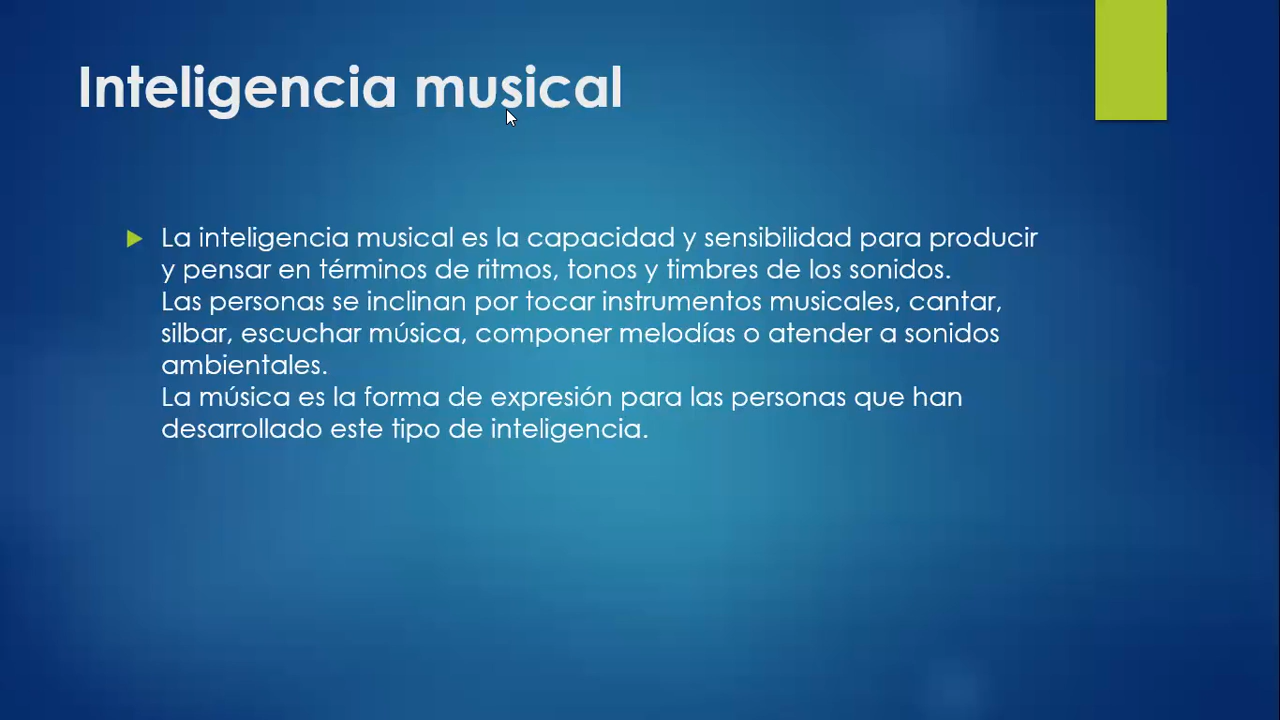 Inteligencia musical
La inteligencia musical es la capacidad y sensibilidad para producir
y pensar en términos de ritmos, tonos y timbres de los sonidos.
Las personas se inclinan por tocar instrumentos musicales, cantar,
silbar, escuchar música, componer melodías o atender a sonidos
ambientales.
La música es la forma de expresión para las personas que han
desarrollado este tipo de inteligencia.